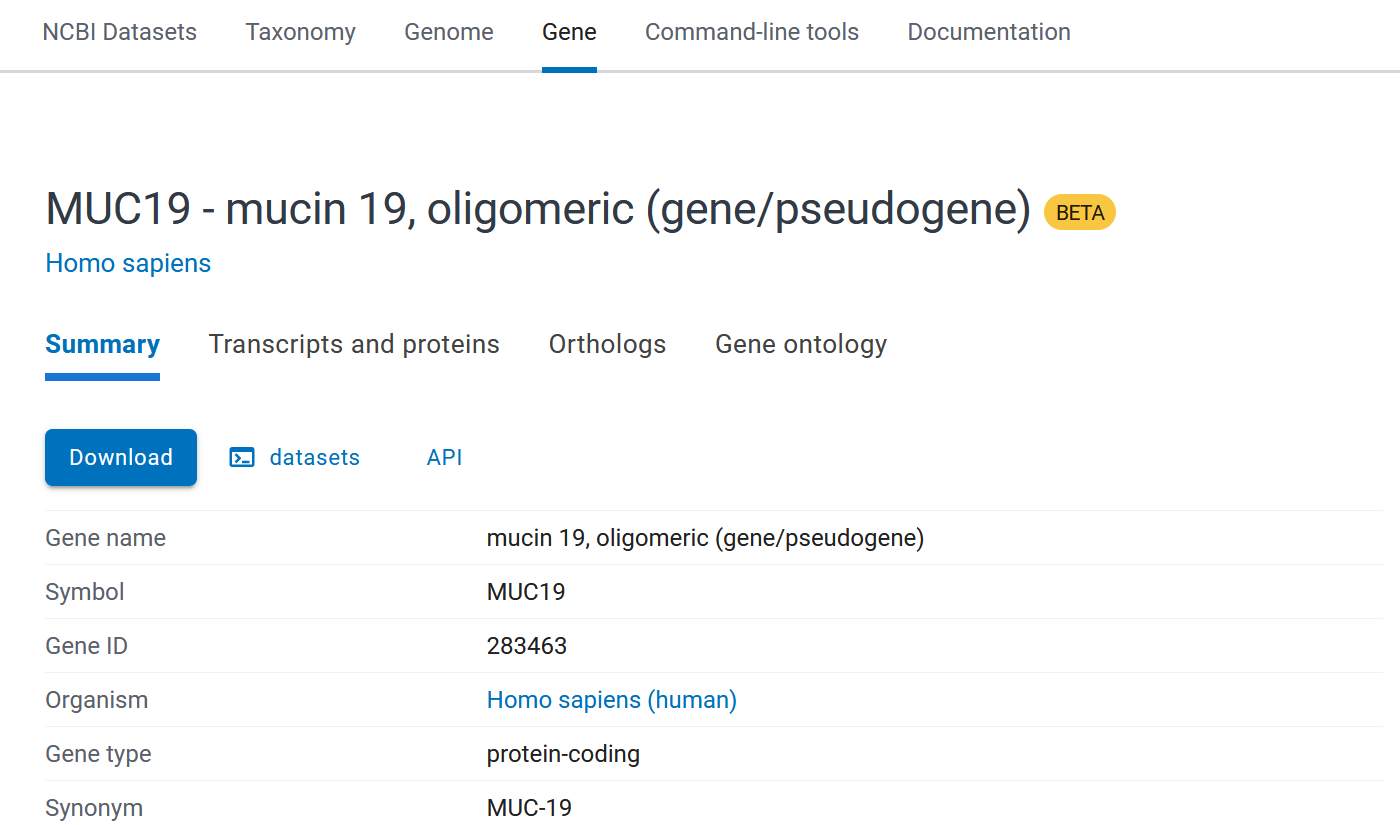 NCBI Datasets Taxonomy Genome Gene Command-line tools Documentation
MUC19 - mucin 19, oligomeric (gene/pseudogene) BETA
Homo sapiens
Summary Transcripts and proteins Orthologs Gene ontology
Download datasets API
Gene name mucin 19, oligomeric (gene/pseudogene)
Symbol MUC19
Gene ID 283463
Organism Homo sapiens (human)
Gene type protein-coding
Synonym MUC-19